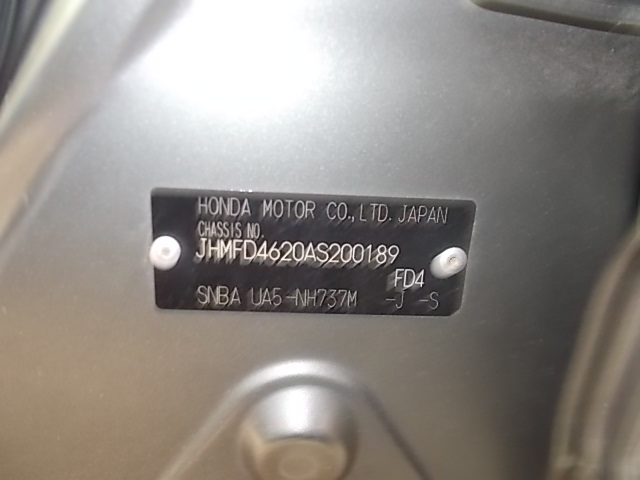 HONDA MOTOR CO.,LTD. JAPAN
CHASSIS NO.
JHMFD4620AS200189
FD4
SNBA UA5-NH737M -J -S